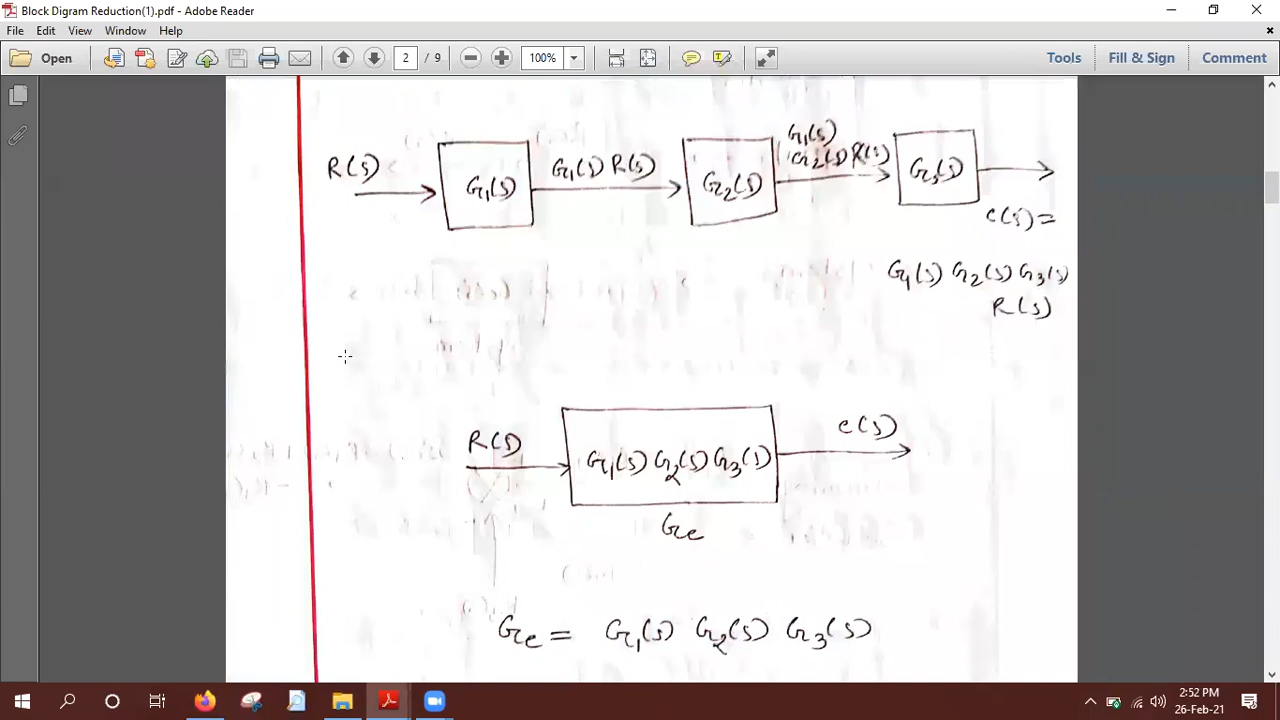 Block Digram Reduction(1).pdf - Adobe Reader
File Edit View Window Help
Open 2 / 9 100% Tools Fill & Sign Comment
R(s) G1(s) G1(s) R(s) G2(s) G1(s) G2(s) R(s) G3(s)
C(s) =
G1(s) G2(s) G3(s)
R(s)
R(s) G1(s) G2(s) G3(s) C(s)
Ge
Ge = G1(s) G2(s) G3(s)
2:52 PM
26-Feb-21